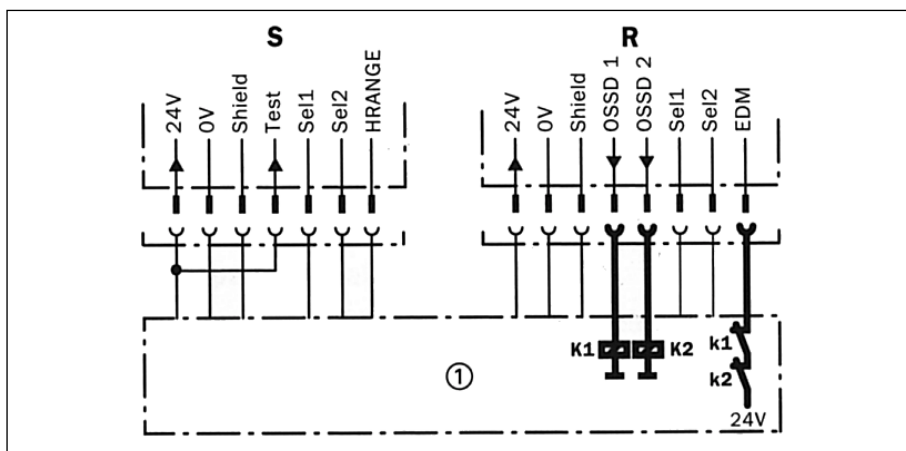 S
R
24V
0V
Shield
Test
Sel1
Sel2
HRANGE
24V
0V
Shield
OSSD 1
OSSD 2
Sel1
Sel2
EDM
K1
K2
k1
k2
24V
①